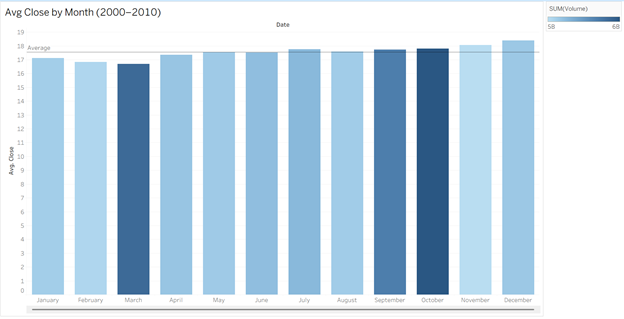 Avg Close by Month (2000–2010)
SUM(Volume)
5B 6B
Date
19
18
Average
17
16
15
14
13
12
11
10
9
8
7
6
5
4
3
2
1
0
Avg. Close
January February March April May June July August September October November December